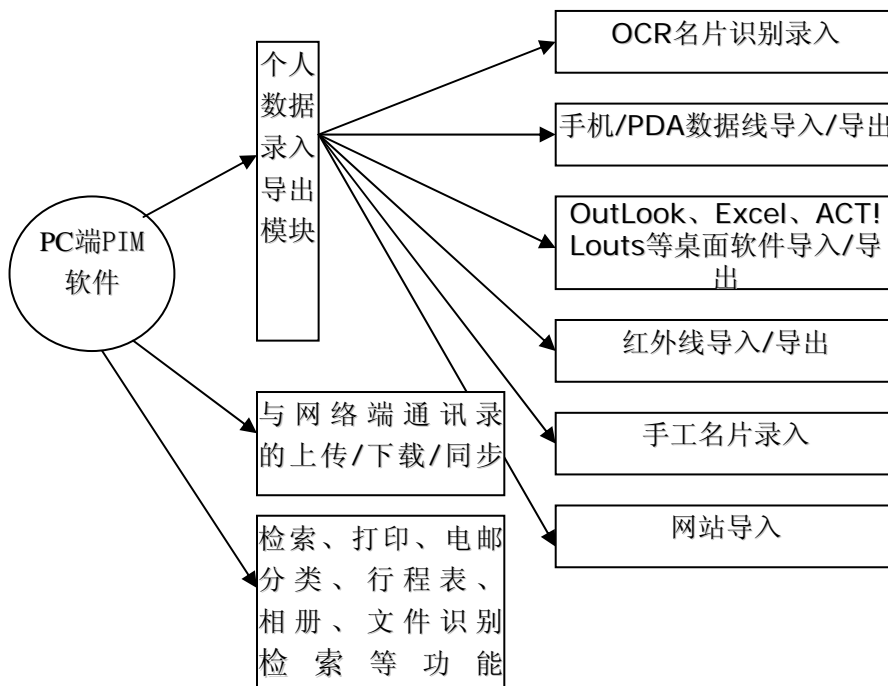 PC端PIM
软件
个人
数据
录入
导出
模块
与网络端通讯录
的上传/下载/同步
检索、打印、电邮
分类、行程表、
相册、文件识别
检索等功能
OCR名片识别录入
手机/PDA数据线导入/导出
OutLook、Excel、ACT!
Louts等桌面软件导入/导
出
红外线导入/导出
手工名片录入
网站导入